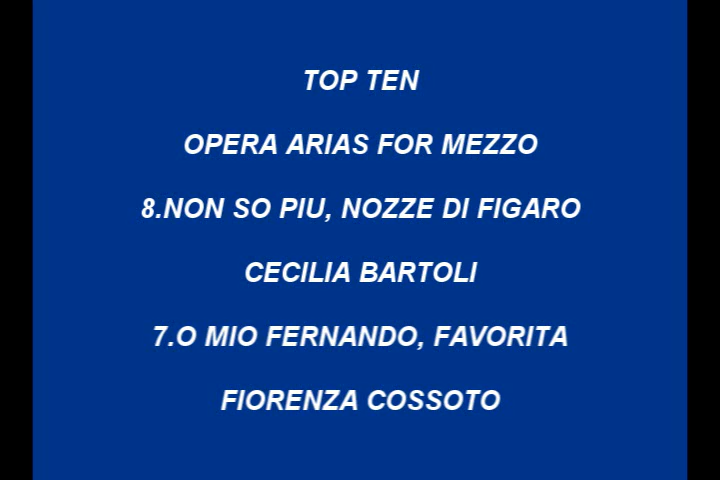 TOP TEN
OPERA ARIAS FOR MEZZO
8.NON SO PIU, NOZZE DI FIGARO
CECILIA BARTOLI
7.O MIO FERNANDO, FAVORITA
FIORENZA COSSOTO